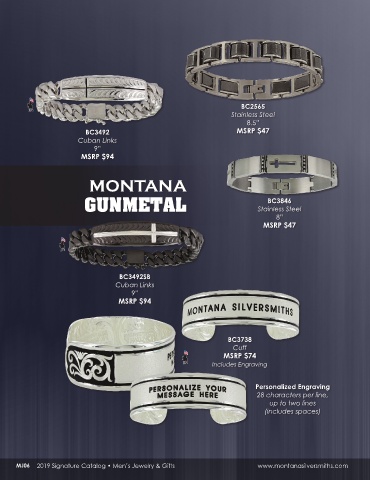 BC2565
Stainless Steel
8.5"
MSRP $47
BC3492
Cuban Links
9"
MSRP $94
MONTANA
GUNMETAL
BC3846
Stainless Steel
8"
MSRP $47
BC3492SB
Cuban Links
9"
MSRP $94
MONTANA SILVERSMITHS
BC3738
Cuff
MSRP $74
Includes Engraving
PERSONALIZE YOUR
MESSAGE HERE
Personalized Engraving
28 characters per line,
up to two lines
(includes spaces)
MJ06 2019 Signature Catalog • Men's Jewelry & Gifts
www.montanasilversmiths.com